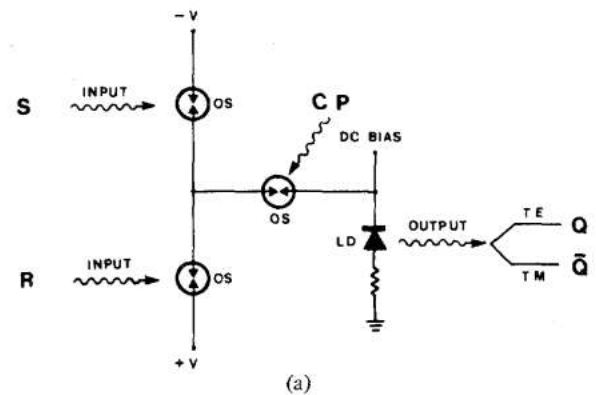 - V
S
INPUT
OS
C P
DC BIAS
OS
LD
OUTPUT
TE
Q
TM
Q̄
R
INPUT
OS
+ V
(a)